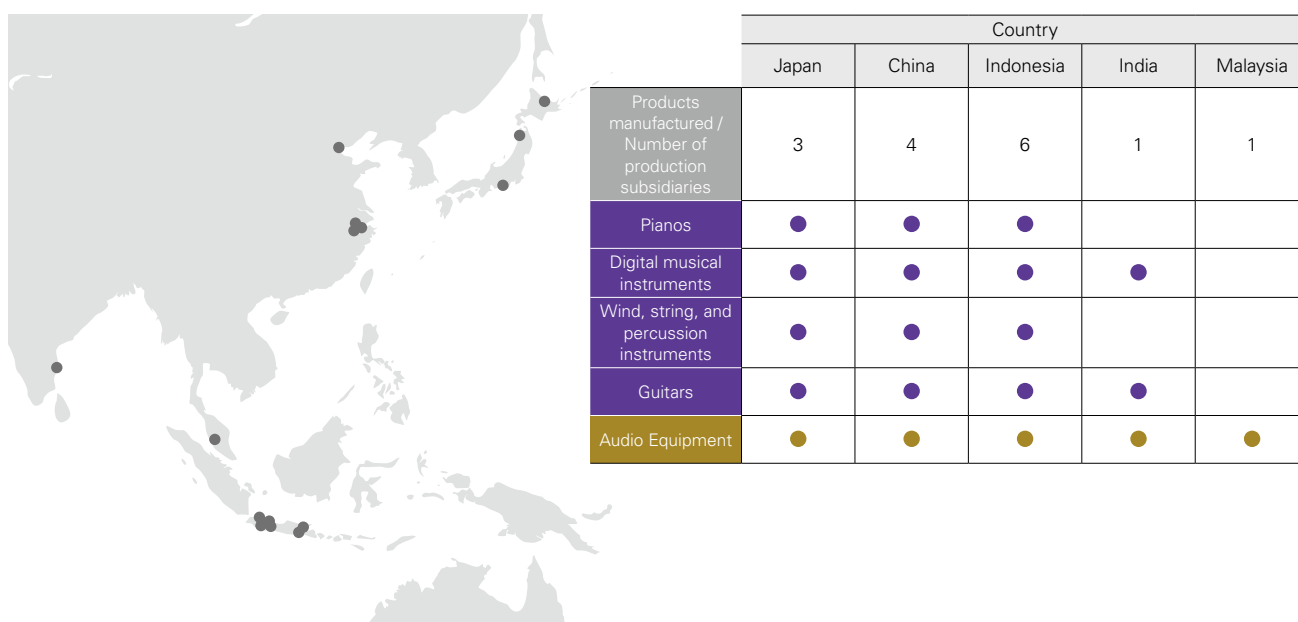 Country
Japan China Indonesia India Malaysia
Products
manufactured /
Number of
production
subsidiaries
3 4 6 1 1
Pianos
Digital musical
instruments
Wind, string, and
percussion
instruments
Guitars
Audio Equipment